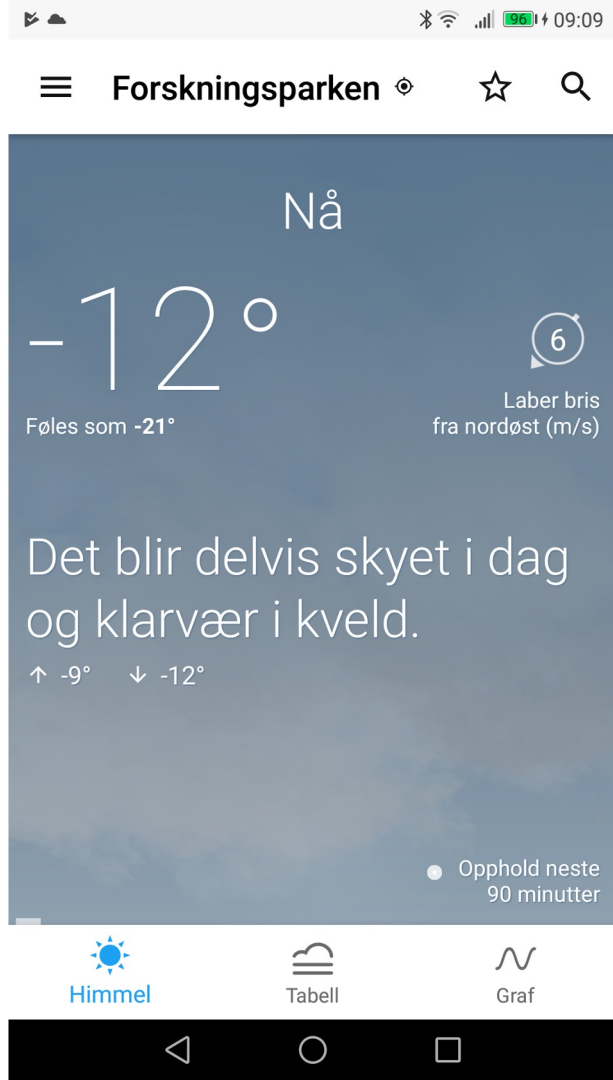 96 09:09
Forskningsparken
Nå
-12°
6
Føles som -21°
Laber bris
fra nordøst (m/s)
Det blir delvis skyet i dag
og klarvær i kveld.
↑ -9° ↓ -12°
Opphold neste
90 minutter
Himmel Tabell Graf